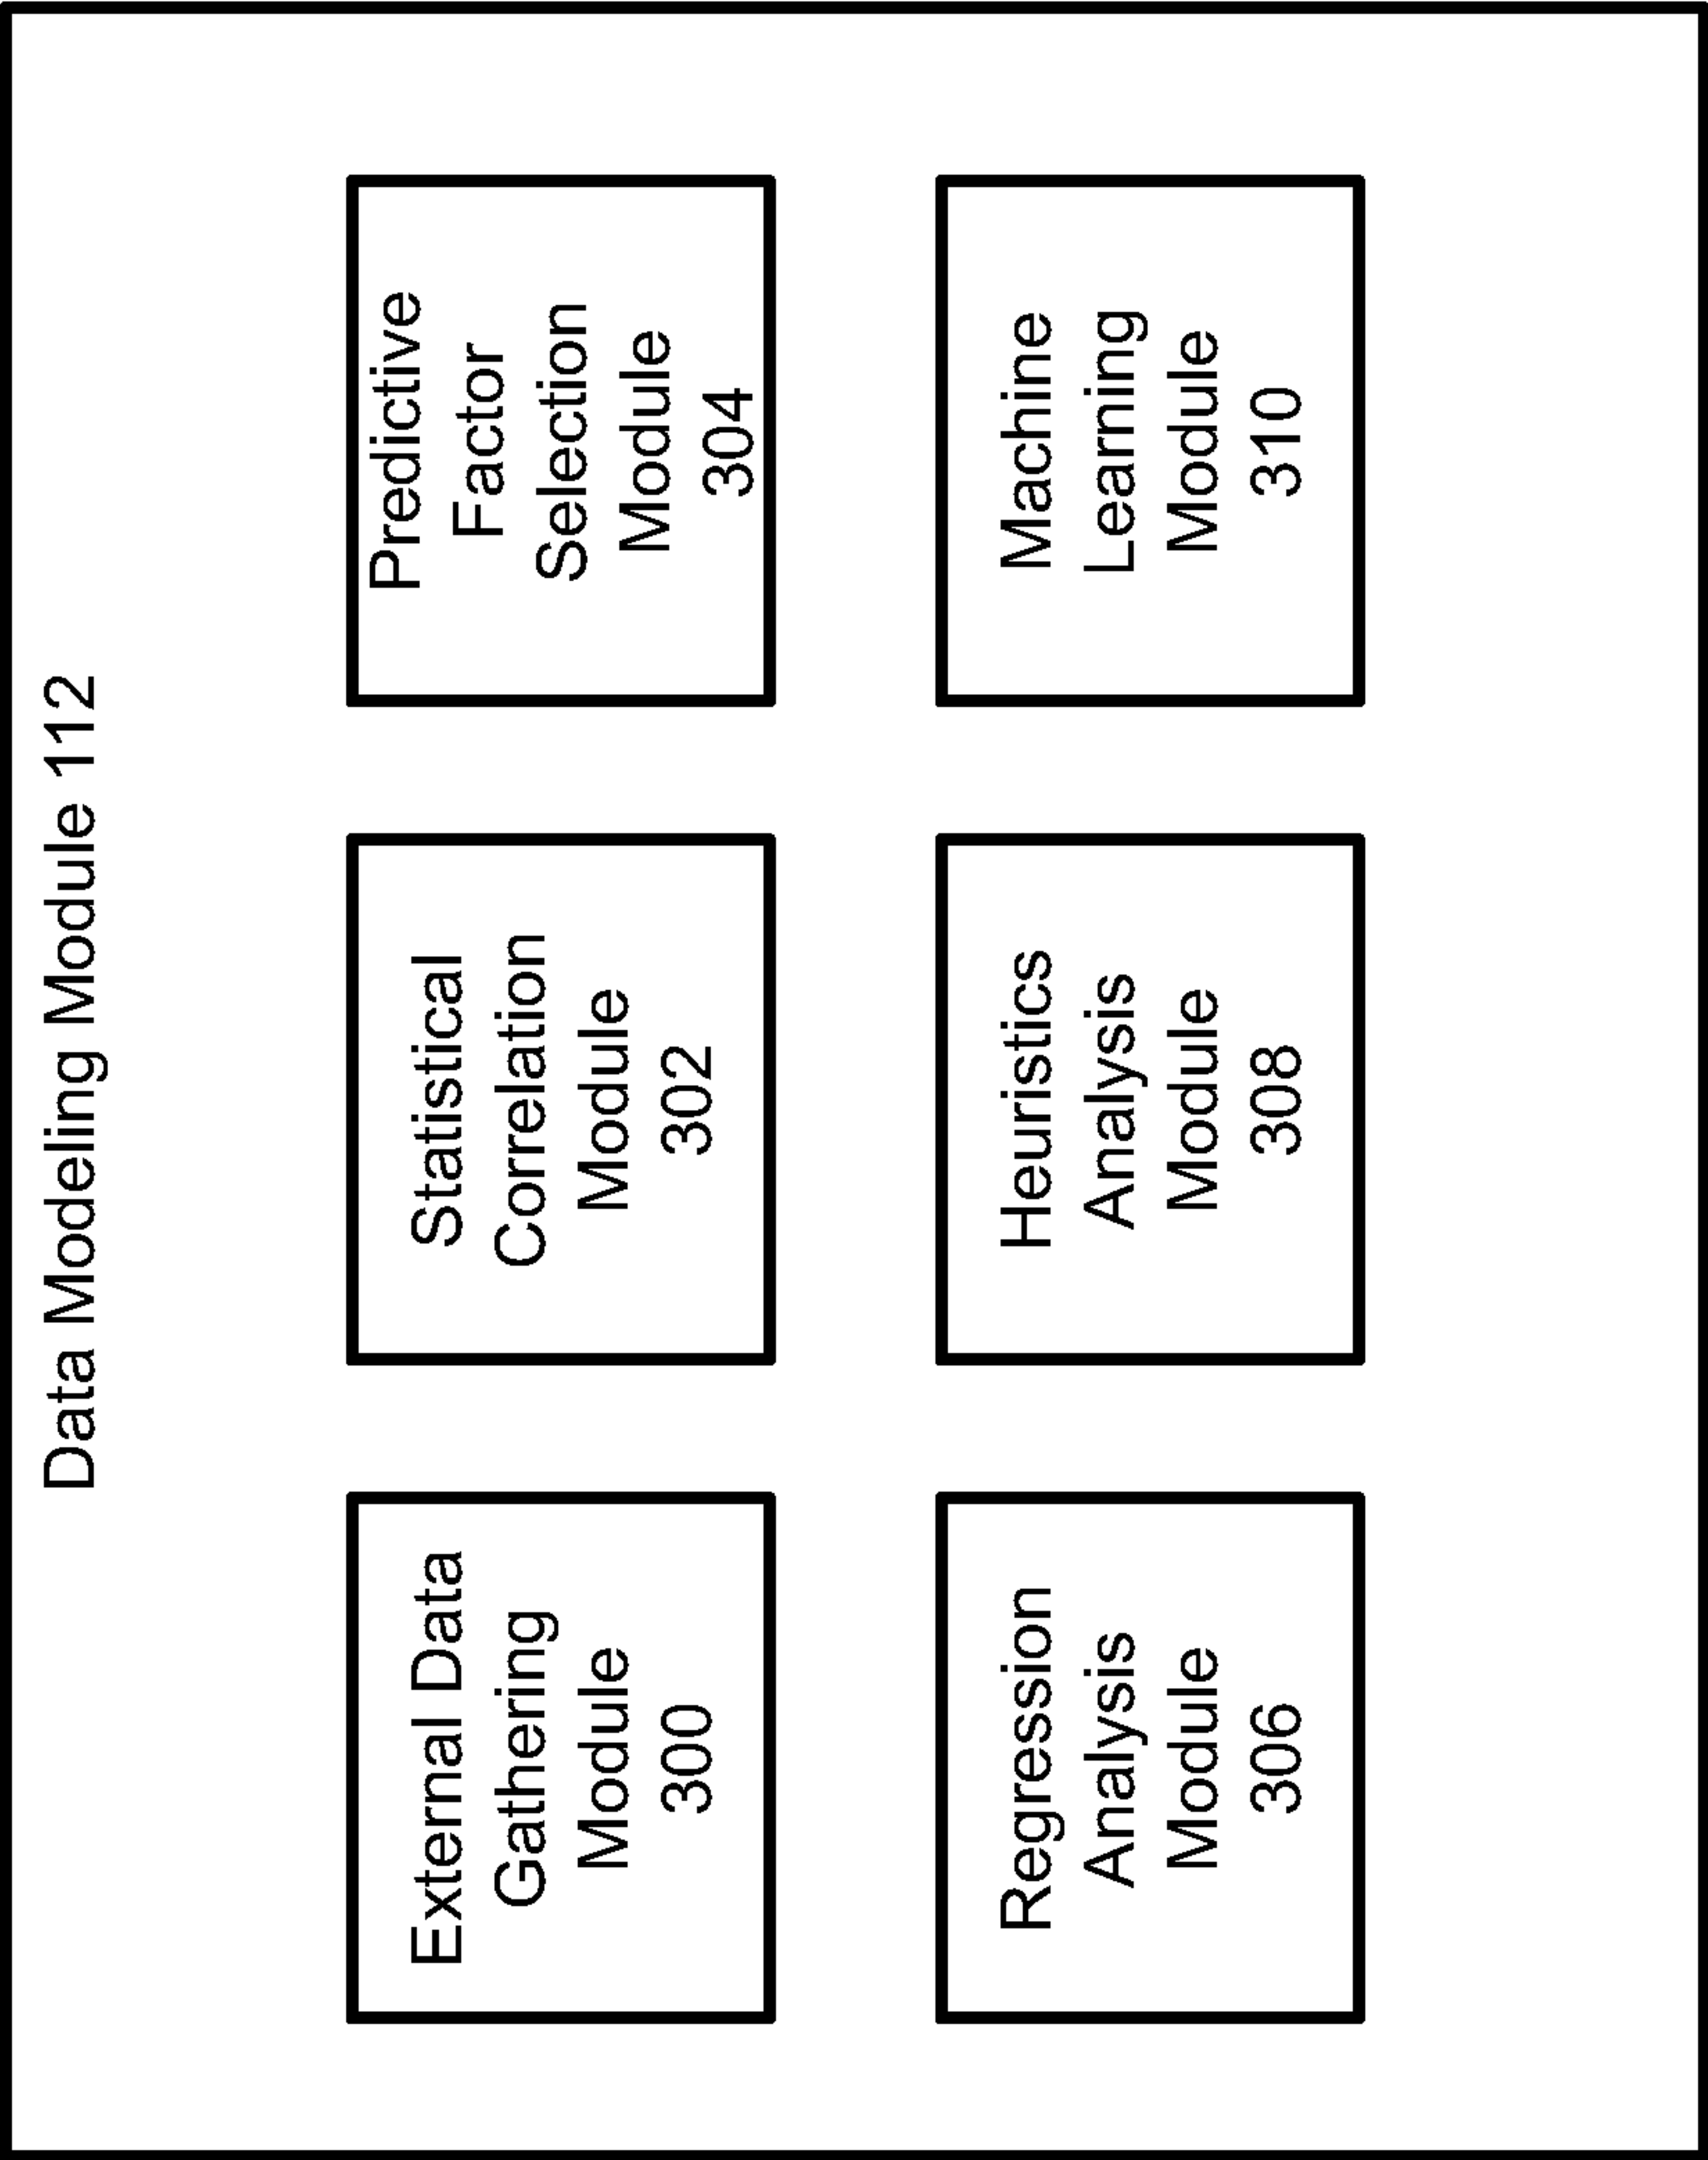 Data Modeling Module 112
External Data
Gathering
Module
300
Statistical
Correlation
Module
302
Predictive
Factor
Selection
Module
304
Regression
Analysis
Module
306
Heuristics
Analysis
Module
308
Machine
Learning
Module
310